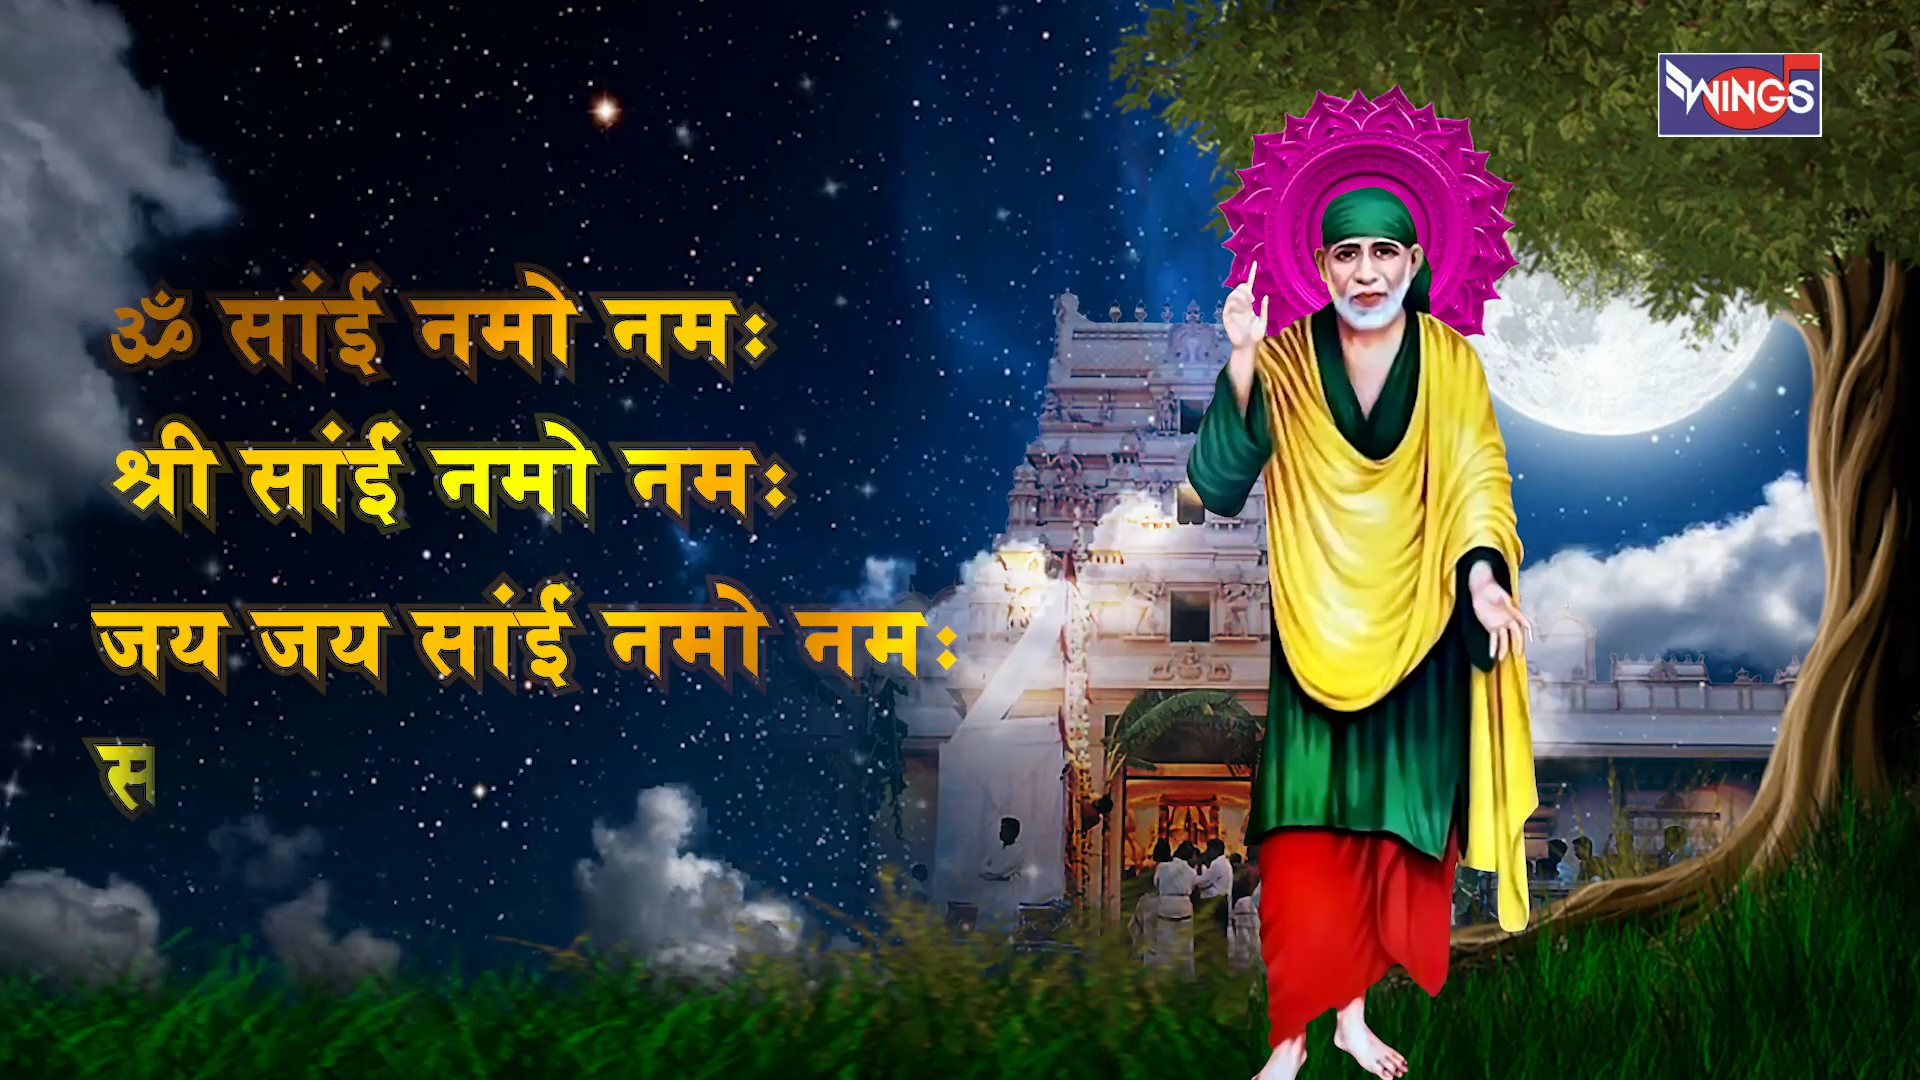 WINGS
ॐ सांई नमो नमः
श्री सांई नमो नमः
जय जय सांई नमो नमः
स